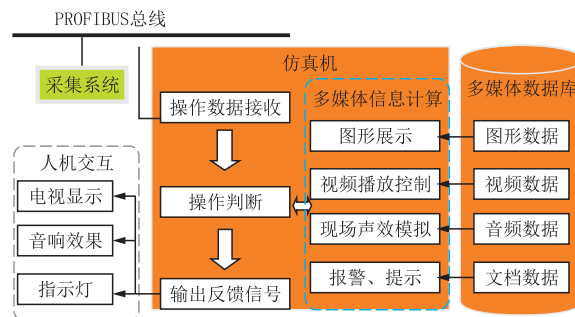 PROFIBUS总线
采集系统
仿真机
操作数据接收
操作判断
输出反馈信号
多媒体信息计算
图形展示
视频播放控制
现场声效模拟
报警、提示
多媒体数据库
图形数据
视频数据
音频数据
文档数据
人机交互
电视显示
音响效果
指示灯